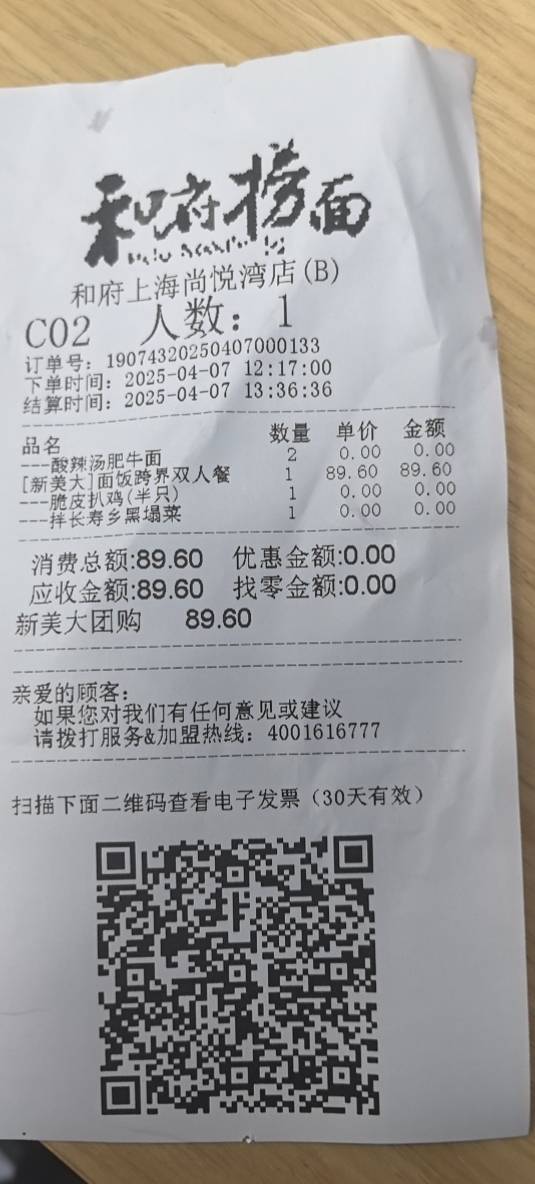 和府捞面
和府上海尚悦湾店(B)
C02 人数: 1
订单号: 19074320250407000133
下单时间: 2025-04-07 12:17:00
结算时间: 2025-04-07 13:36:36
品名 数量 单价 金额
---酸辣汤肥牛面 2 0.00 0.00
[新美大]面饭跨界双人餐 1 89.60 89.60
---脆皮扒鸡(半只) 1 0.00 0.00
---拌长寿乡黑塌菜 1 0.00 0.00
消费总额:89.60 优惠金额:0.00
应收金额:89.60 找零金额:0.00
新美大团购 89.60
亲爱的顾客:
如果您对我们有任何意见或建议
请拨打服务&加盟热线: 4001616777
扫描下面二维码查看电子发票（30天有效）